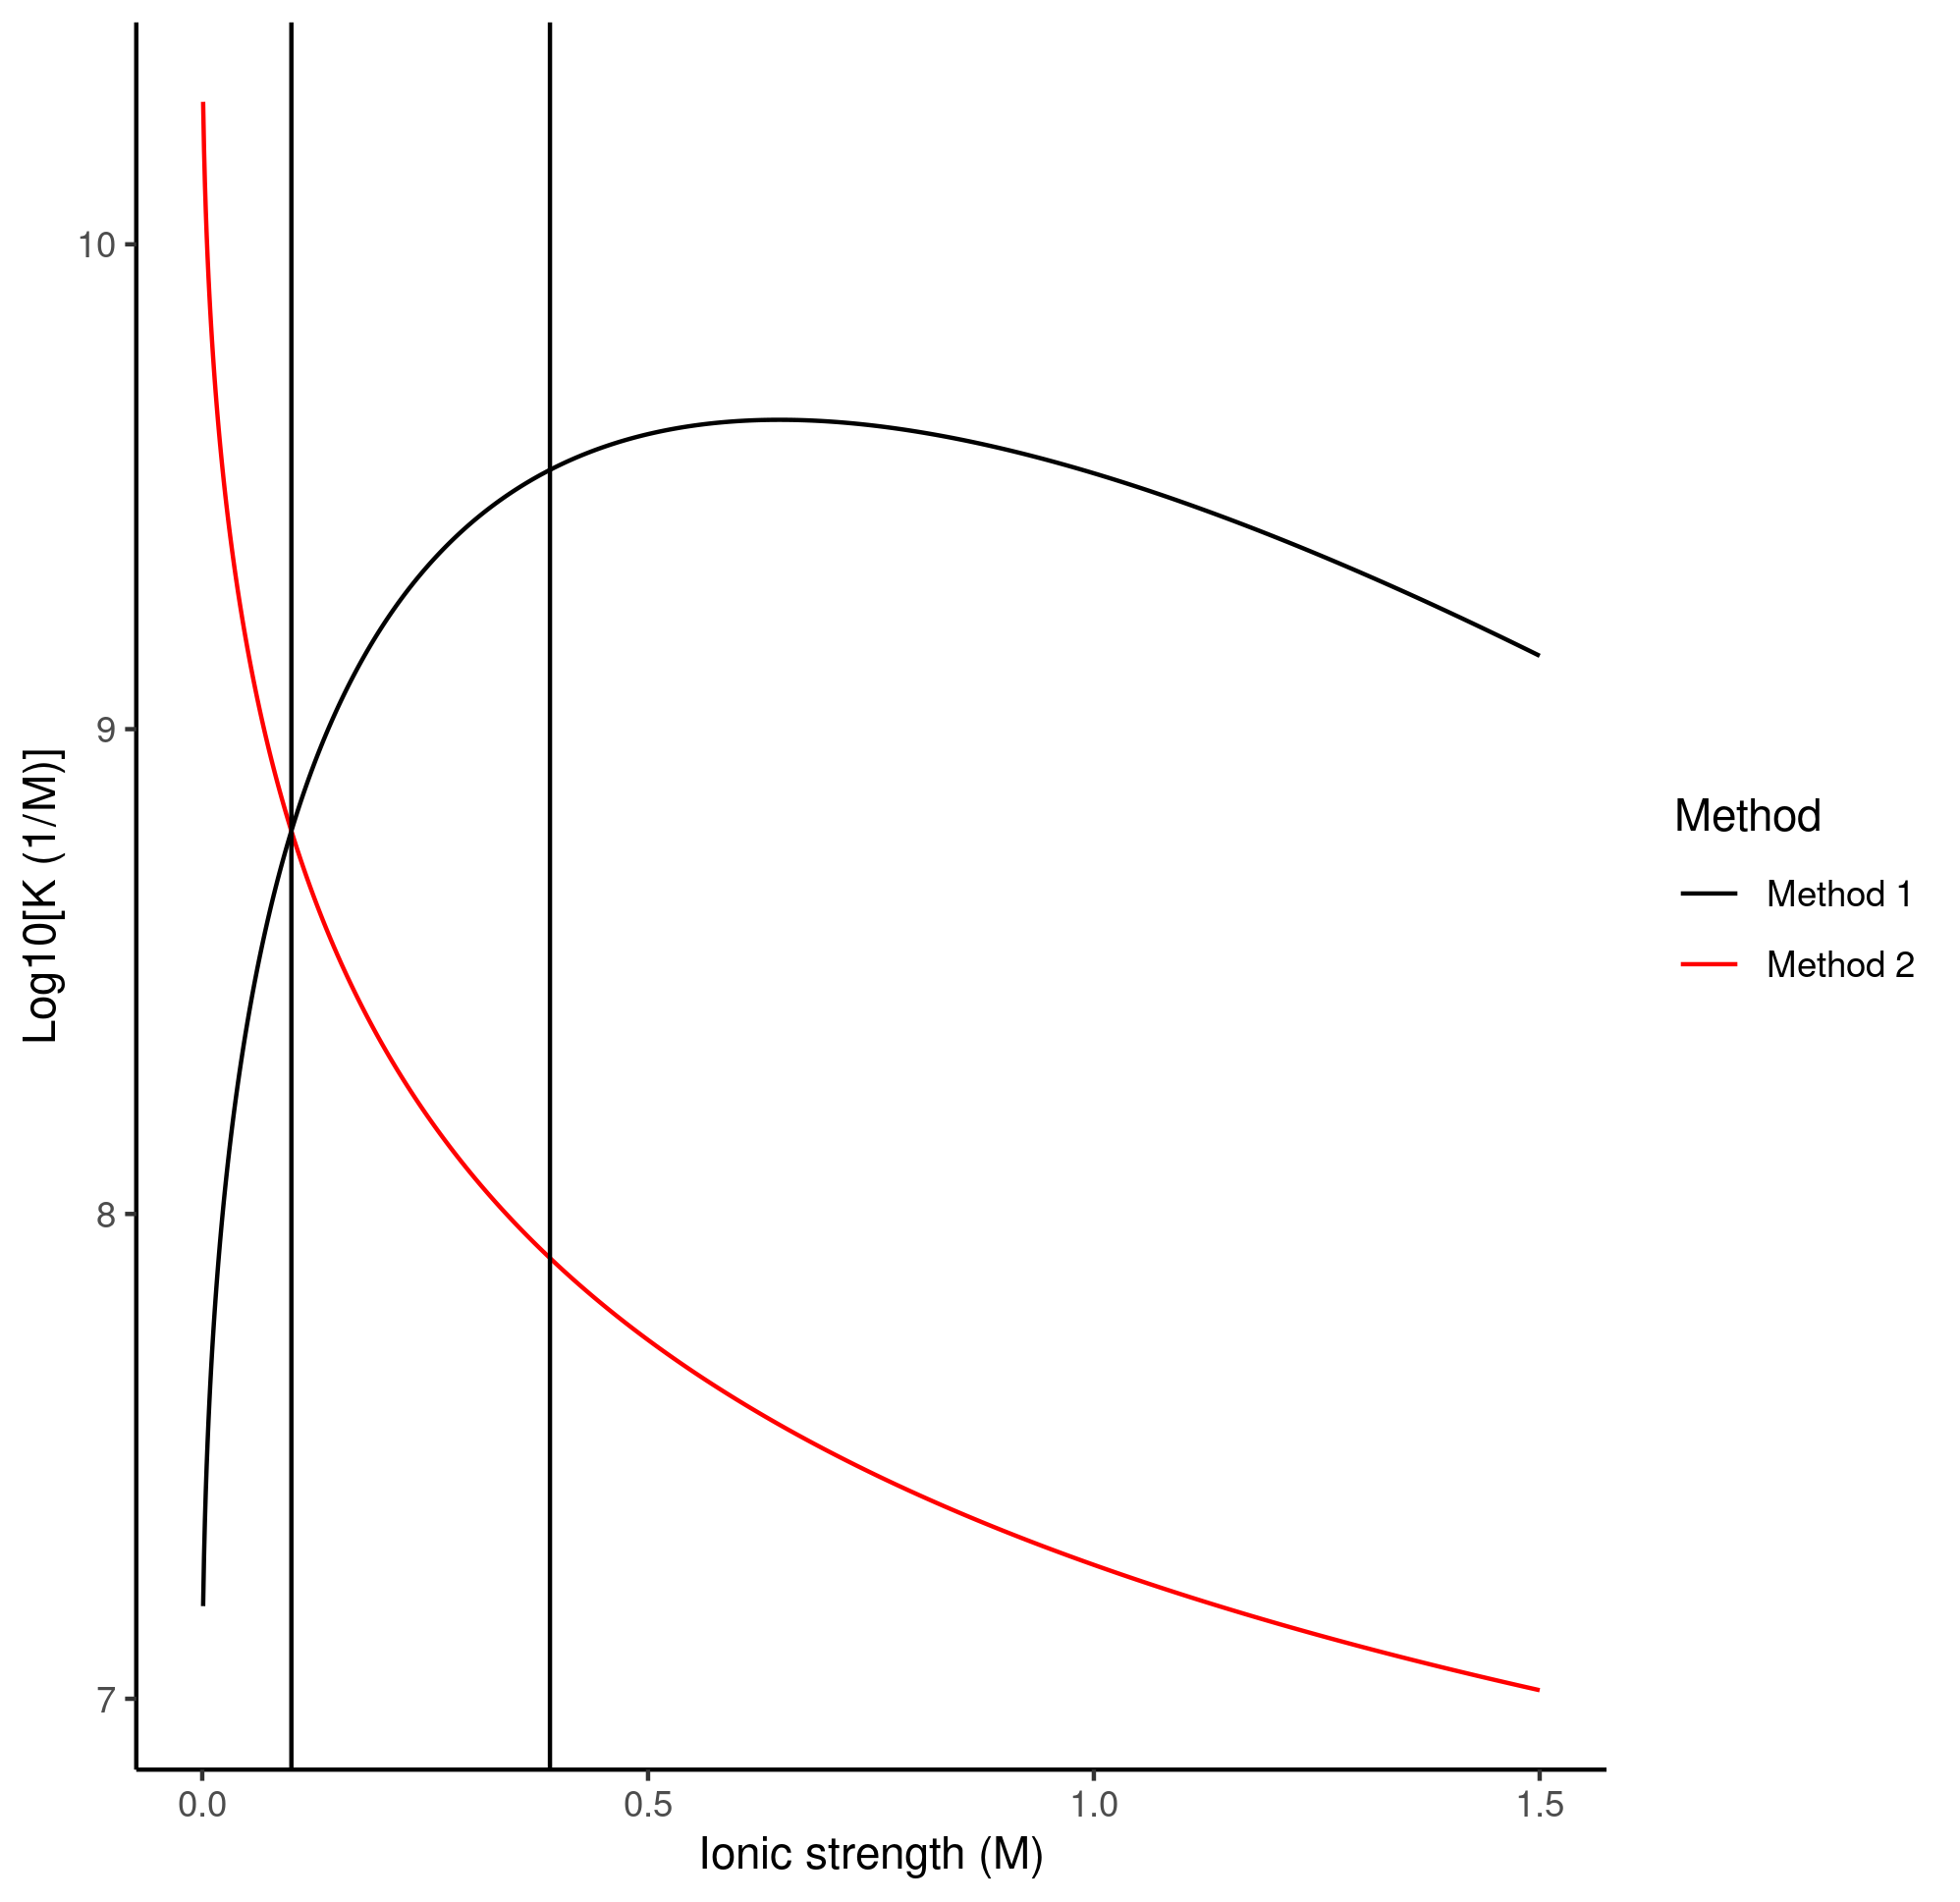 10
9
8
7
Log10[K (1/M)]
0.0 0.5 1.0 1.5
Ionic strength (M)
Method
Method 1
Method 2